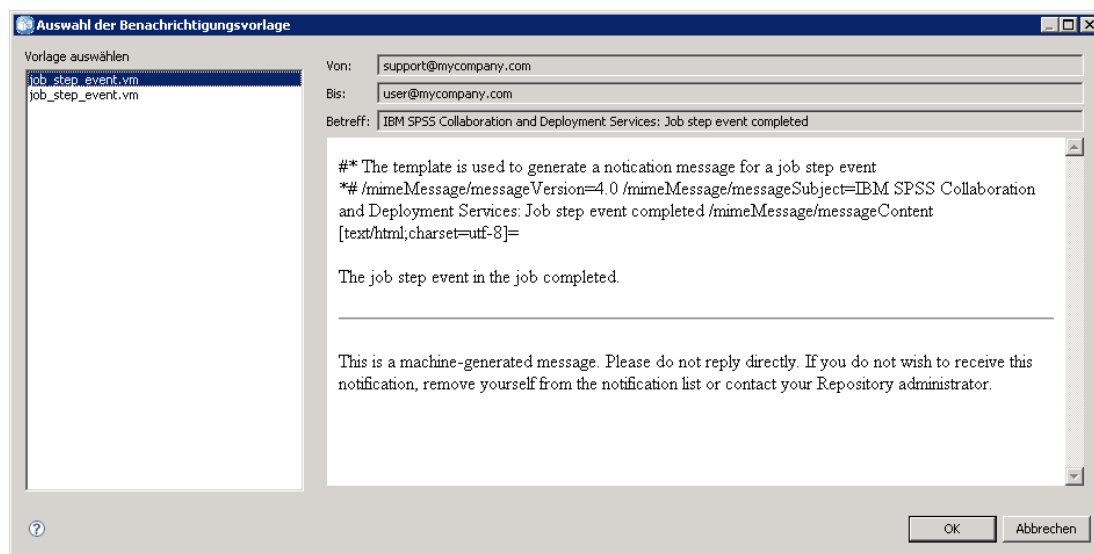 Auswahl der Benachrichtigungsvorlage
Vorlage auswählen
job_step_event.vm
job_step_event.vm
Von: support@mycompany.com
Bis: user@mycompany.com
Betreff: IBM SPSS Collaboration and Deployment Services: Job step event completed
#* The template is used to generate a notication message for a job step event
*# /mimeMessage/messageVersion=4.0 /mimeMessage/messageSubject=IBM SPSS Collaboration
and Deployment Services: Job step event completed /mimeMessage/messageContent
[text/html;charset=utf-8]=
The job step event in the job completed.
This is a machine-generated message. Please do not reply directly. If you do not wish to receive this
notification, remove yourself from the notification list or contact your Repository administrator.
?
OK
Abbrechen